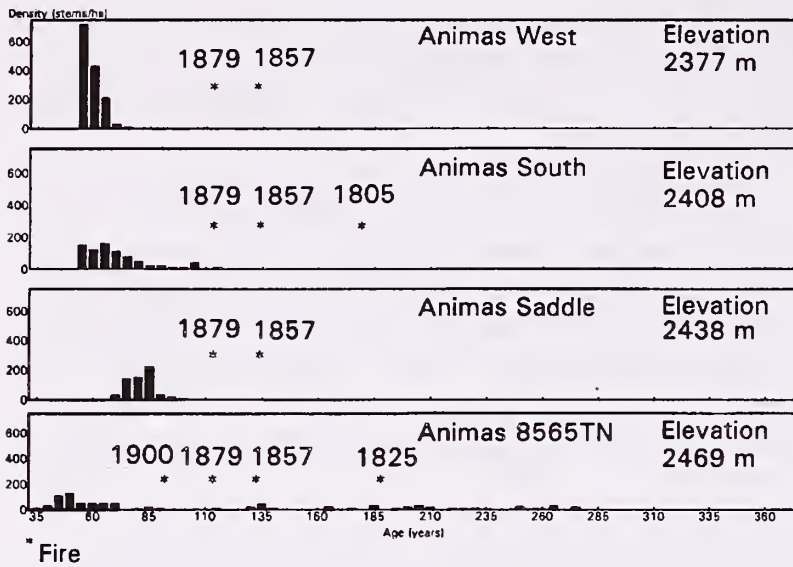 Density (stems/ha)
Animas West Elevation
1879 1857 2377 m
600
400
200
Animas South Elevation
1879 1857 1805 2408 m
600
400
200
0
Animas Saddle Elevation
1879 1857 2438 m
600
400
200
0
Animas 8565TN Elevation
1900 1879 1857 1825 2469 m
600
400
200
0
35 60 85 110 135 160 185 210 235 260 285 310 335 360
Age (years)
* Fire